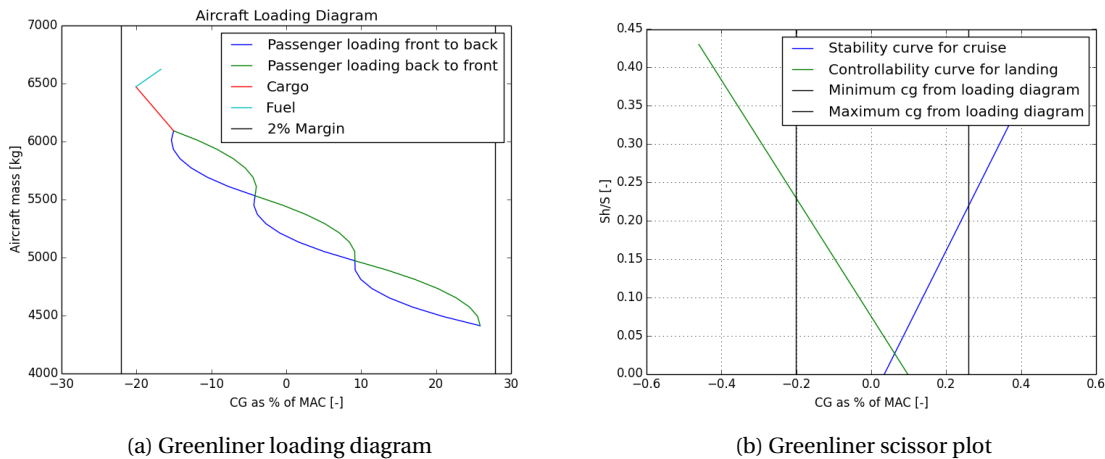 Aircraft Loading Diagram
7000
6500
6000
5500
5000
4500
4000
Aircraft mass [kg]
Passenger loading front to back
Passenger loading back to front
Cargo
Fuel
2% Margin
−30
−20
−10
0
10
20
30
CG as % of MAC [-]
(a) Greenliner loading diagram
0.45
0.40
0.35
0.30
0.25
0.20
0.15
0.10
0.05
0.00
Sh/S [-]
Stability curve for cruise
Controllability curve for landing
Minimum cg from loading diagram
Maximum cg from loading diagram
−0.6
−0.4
−0.2
0.0
0.2
0.4
0.6
CG as % of MAC [-]
(b) Greenliner scissor plot